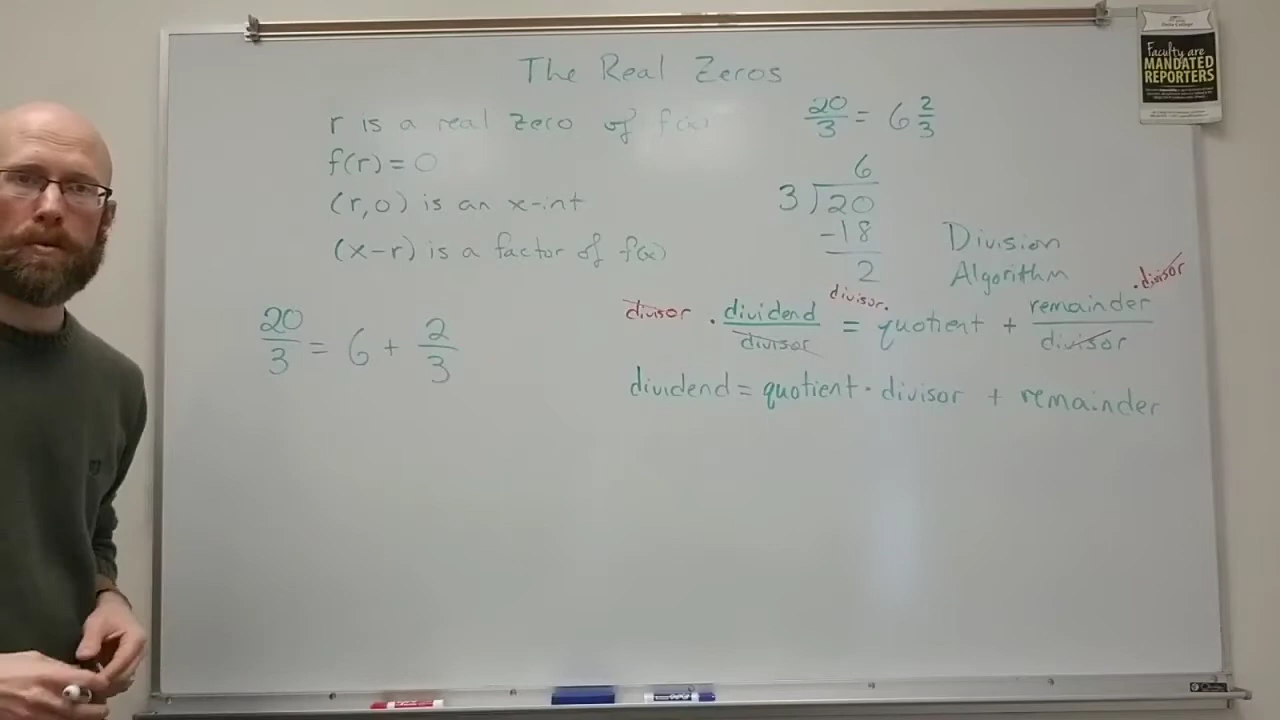 The Real Zeros
r is a real zero of f(x)
f(r) = 0
(r,0) is an x-int
(x-r) is a factor of f(x)
20/3 = 6 + 2/3
20/3 = 6 2/3
6
3 ) 20
-18
2
Division
Algorithm
divisor · dividend/divisor = divisor · quotient + remainder/divisor · divisor
dividend = quotient · divisor + remainder
Faculty are
MANDATED
REPORTERS